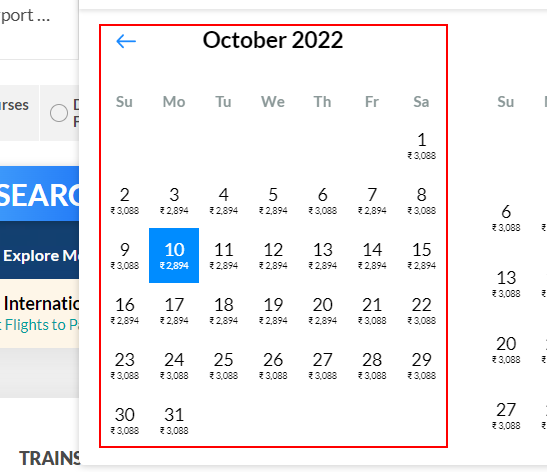 rport ...
October 2022
Su Mo Tu We Th Fr Sa
Su
1
₹ 3,088
2 3 4 5 6 7 8
₹ 3,088 ₹ 2,894 ₹ 2,894 ₹ 2,894 ₹ 3,088 ₹ 2,894 ₹ 3,088
6
₹ 3,088
9 10 11 12 13 14 15
₹ 3,088 ₹ 2,894 ₹ 2,894 ₹ 2,894 ₹ 2,894 ₹ 2,894 ₹ 2,894
13
₹ 3,088
16 17 18 19 20 21 22
₹ 2,894 ₹ 2,894 ₹ 2,894 ₹ 2,894 ₹ 2,894 ₹ 3,088 ₹ 3,088
20
₹ 3,088
23 24 25 26 27 28 29
₹ 3,088 ₹ 3,088 ₹ 3,088 ₹ 3,088 ₹ 3,088 ₹ 3,088 ₹ 3,088
27
₹ 3,088
30 31
₹ 3,088 ₹ 3,088
urses
SEARC
Explore M
Internatio
Flights to P
TRAINS